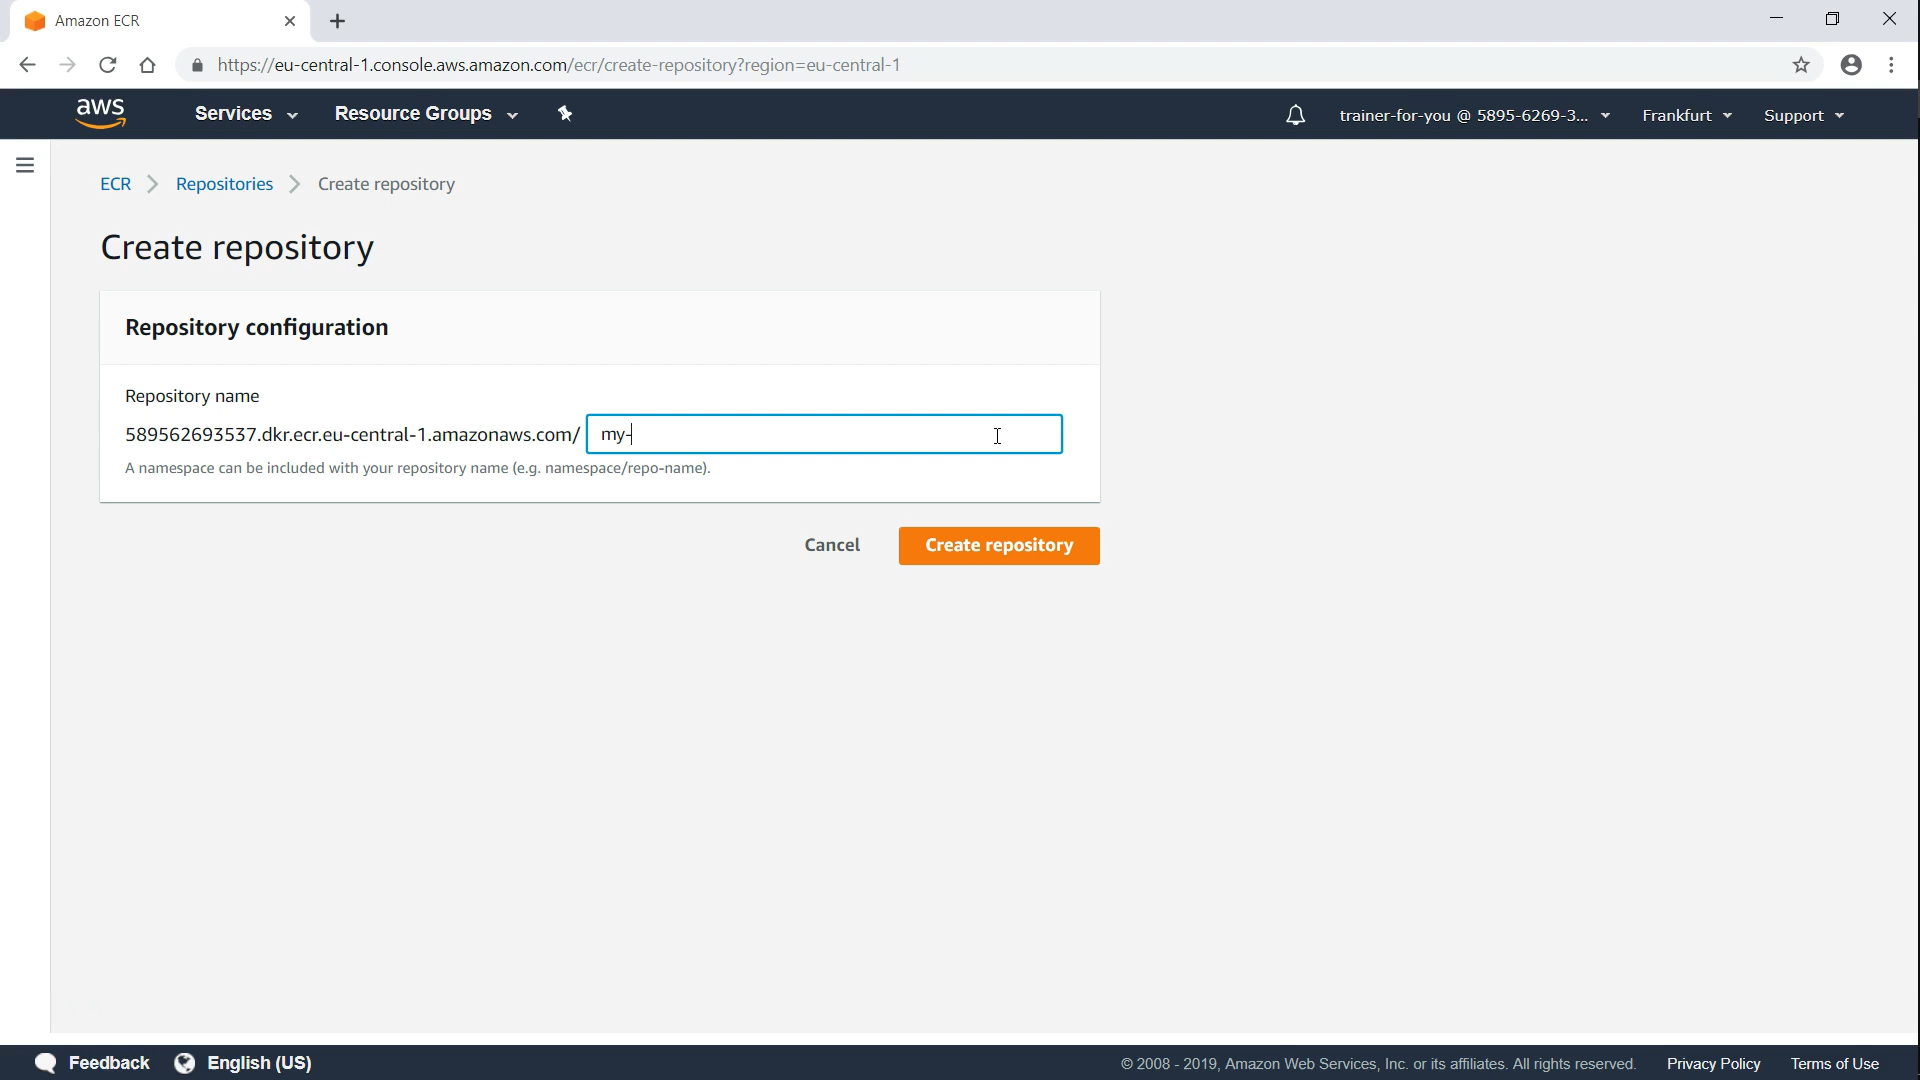 Amazon ECR
https://eu-central-1.console.aws.amazon.com/ecr/create-repository?region=eu-central-1
aws Services Resource Groups trainer-for-you @ 5895-6269-3... Frankfurt Support
ECR Repositories Create repository
Create repository
Repository configuration
Repository name
589562693537.dkr.ecr.eu-central-1.amazonaws.com/ my-
A namespace can be included with your repository name (e.g. namespace/repo-name).
Cancel Create repository
Feedback English (US) © 2008 - 2019, Amazon Web Services, Inc. or its affiliates. All rights reserved. Privacy Policy Terms of Use